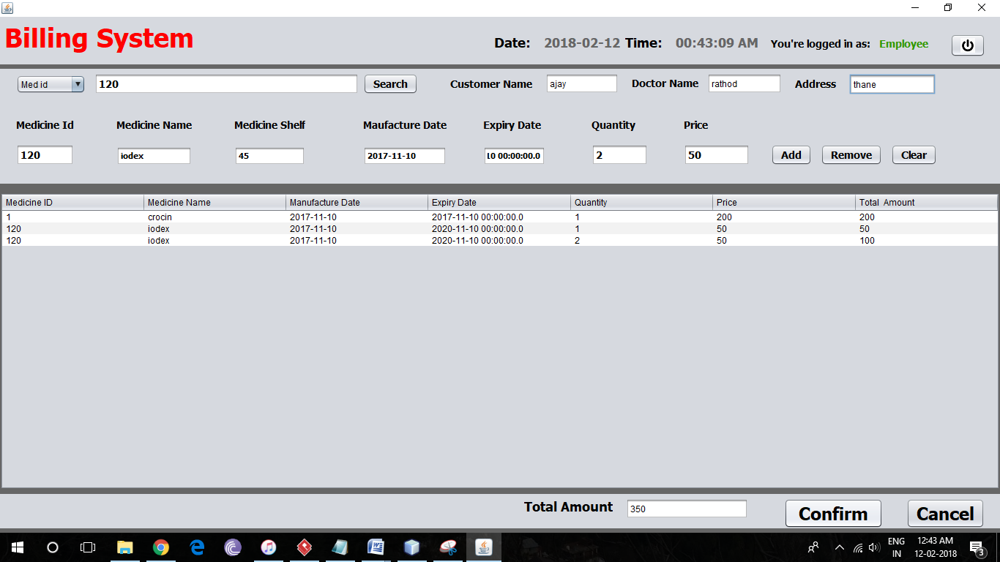 Billing System
Date: 2018-02-12 Time: 00:43:09 AM You're logged in as: Employee
Med id 120 Search Customer Name ajay Doctor Name rathod Address thane
Medicine Id Medicine Name Medicine Shelf Maufacture Date Expiry Date Quantity Price
120 iodex 45 2017-11-10 10 00:00:00.0 2 50 Add Remove Clear
Medicine ID Medicine Name Manufacture Date Expiry Date Quantity Price Total Amount
1 crocin 2017-11-10 2017-11-10 00:00:00.0 1 200 200
120 iodex 2017-11-10 2020-11-10 00:00:00.0 1 50 50
120 iodex 2017-11-10 2020-11-10 00:00:00.0 2 50 100
Total Amount 350 Confirm Cancel
ENG 12:43 AM
IN 12-02-2018 3